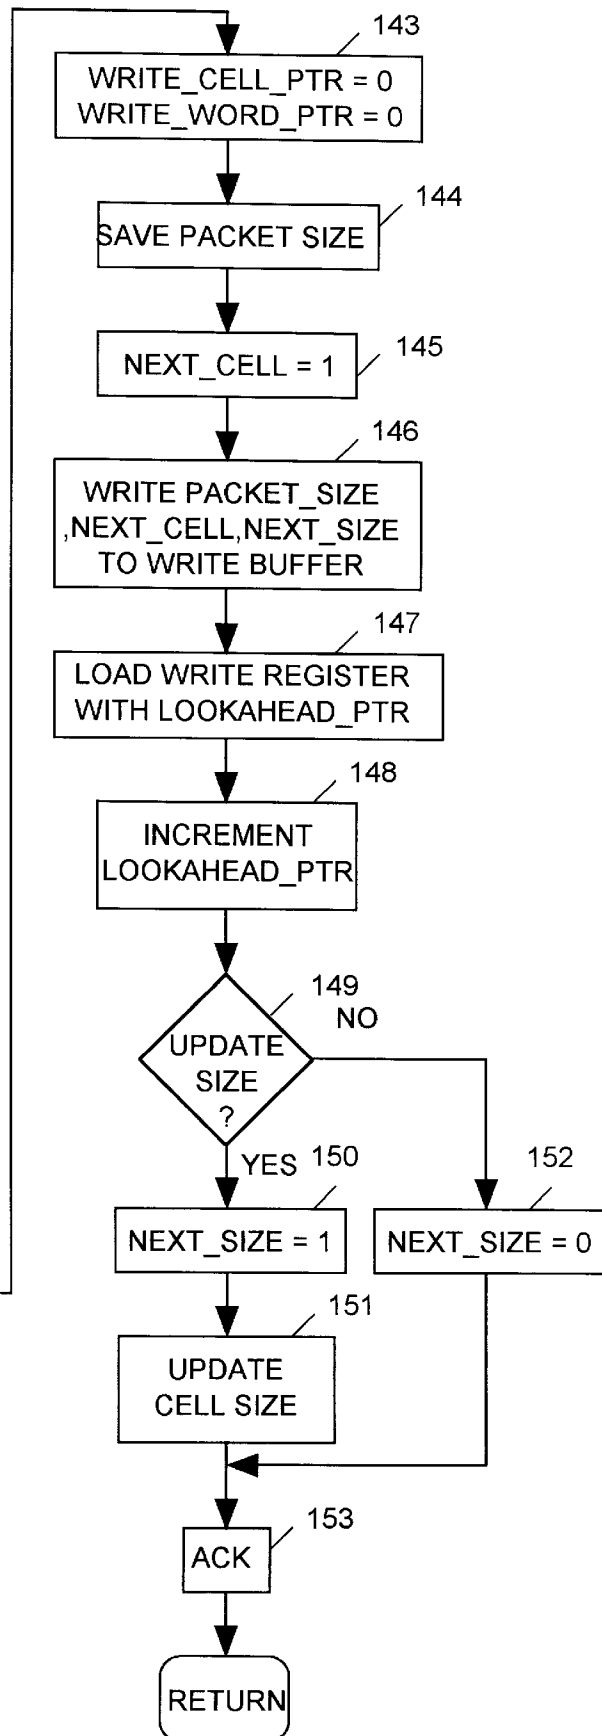 143
WRITE_CELL_PTR = 0
WRITE_WORD_PTR = 0
144
SAVE PACKET SIZE
145
NEXT_CELL = 1
146
WRITE PACKET_SIZE
,NEXT_CELL,NEXT_SIZE
TO WRITE BUFFER
147
LOAD WRITE REGISTER
WITH LOOKAHEAD_PTR
148
INCREMENT
LOOKAHEAD_PTR
149
NO
UPDATE
SIZE
?
YES
150
152
NEXT_SIZE = 1
NEXT_SIZE = 0
151
UPDATE
CELL SIZE
153
ACK
RETURN